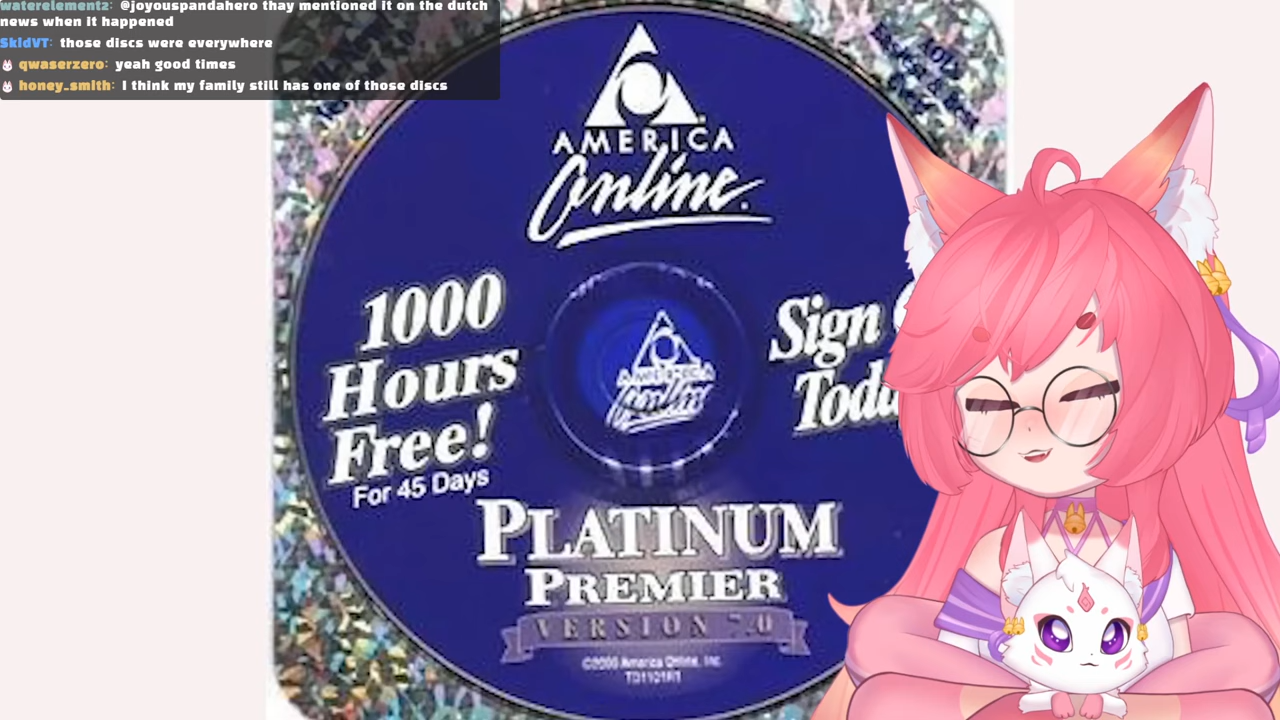 waterelement2: @joyouspandahero thay mentioned it on the dutch
news when it happened
SkidVT: those discs were everywhere
qwaserzero: yeah good times
honey_smith: I think my family still has one of those discs
AMERICA
Online.
1000
Hours
Free!
For 45 Days
Sign
AMERICA
Online
PLATINUM
PREMIER
VERSION 7.0
©2000 America Online, Inc.